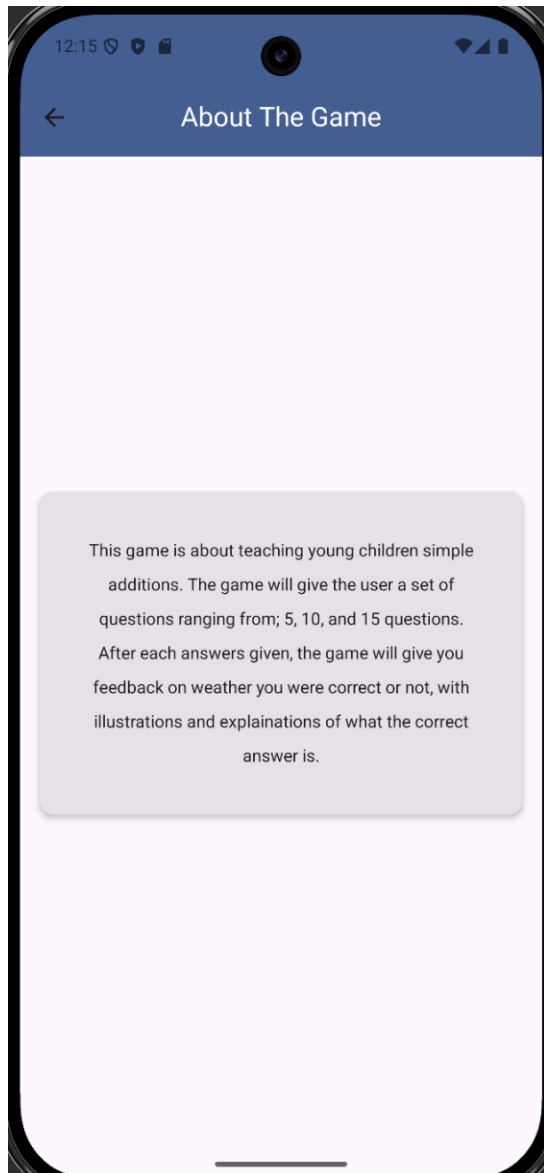 12:15
About The Game
This game is about teaching young children simple
additions. The game will give the user a set of
questions ranging from; 5, 10, and 15 questions.
After each answers given, the game will give you
feedback on weather you were correct or not, with
illustrations and explainations of what the correct
answer is.